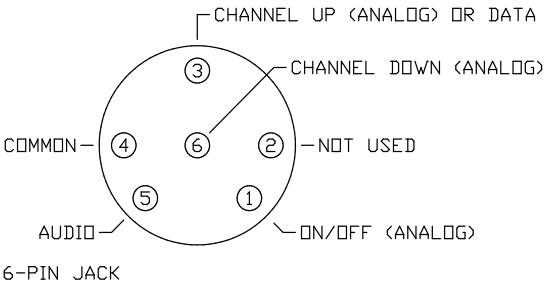 CHANNEL UP (ANALOG) OR DATA
3
CHANNEL DOWN (ANALOG)
COMMON
4
6
2
NOT USED
5
1
AUDIO
ON/OFF (ANALOG)
6-PIN JACK